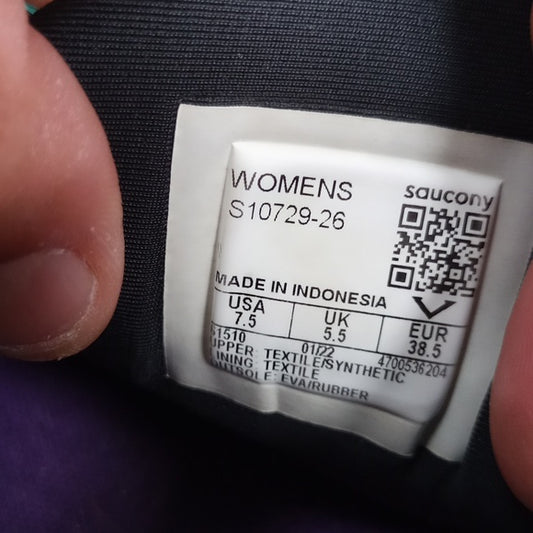 WOMENS
saucony
S10729-26
MADE IN INDONESIA
USA UK EUR
7.5 5.5 38.5
S1510 01/22 4700536204
UPPER: TEXTILE/SYNTHETIC
LINING: TEXTILE
OUTSOLE: EVA/RUBBER